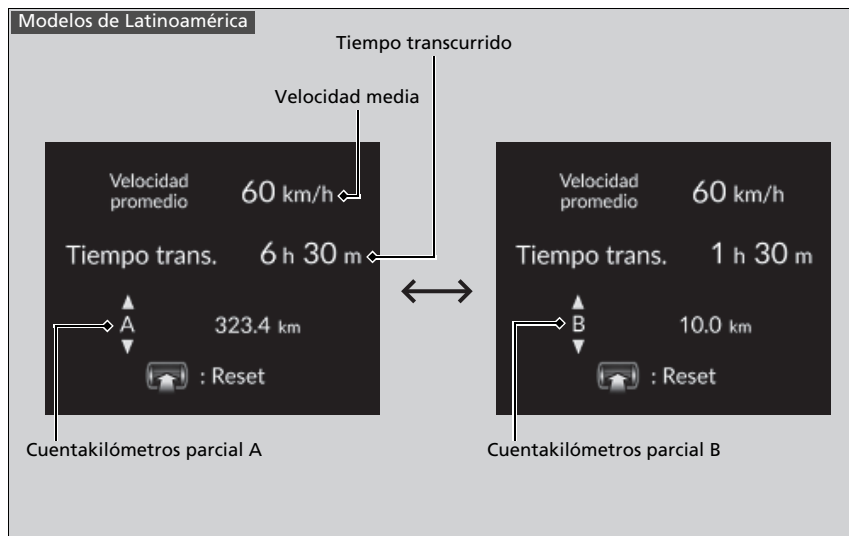 Modelos de Latinoamérica
Tiempo transcurrido
Velocidad media
Velocidad
promedio
60 km/h
Tiempo trans. 6 h 30 m
A 323.4 km
: Reset
Velocidad
promedio
60 km/h
Tiempo trans. 1 h 30 m
B 10.0 km
: Reset
Cuentakilómetros parcial A
Cuentakilómetros parcial B